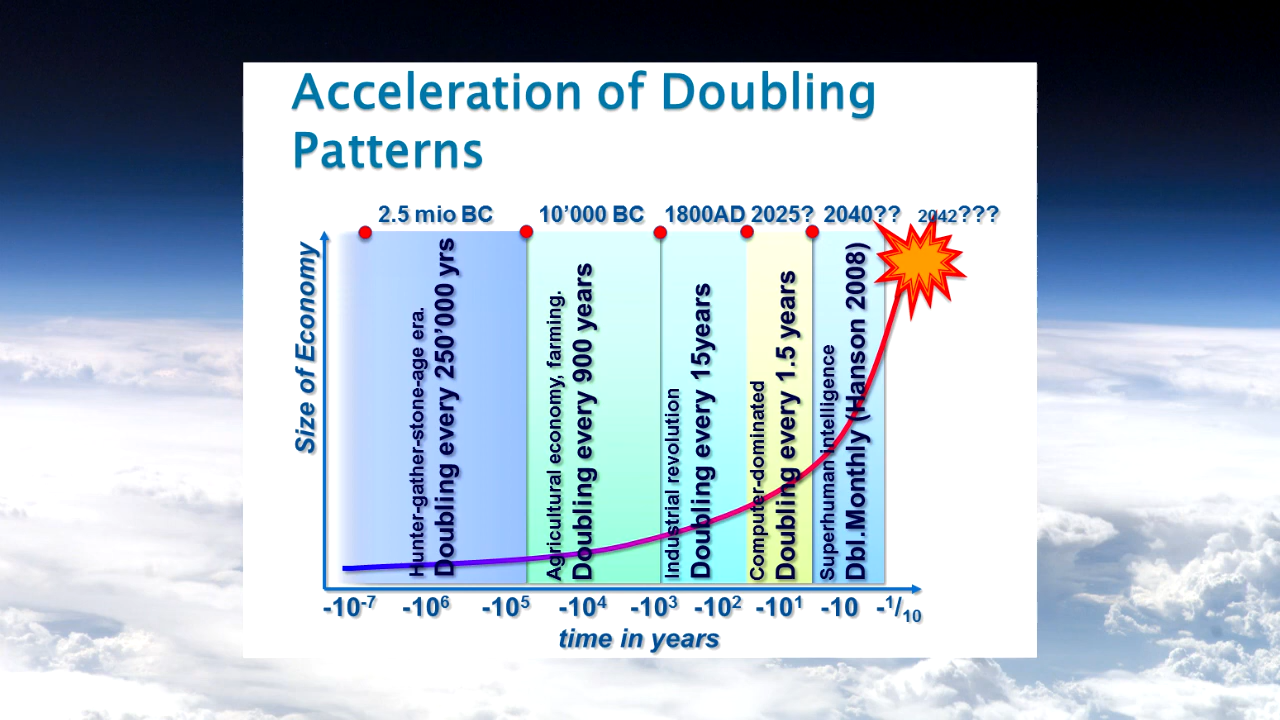 Acceleration of Doubling
Patterns
2.5 mio BC
10’000 BC
1800AD
2025?
2040??
2042???
Size of Economy
Hunter-gather-stone-age era.
Doubling every 250’000 yrs
Agricultural economy, farming.
Doubling every 900 years
Industrial revolution
Doubling every 15years
Computer-dominated
Doubling every 1.5 years
Superhuman intelligence
Dbl.Monthly (Hanson 2008)
-10⁻⁷ -10⁶ -10⁵ -10⁴ -10³ -10² -10¹ -10 -¹/₁₀
time in years